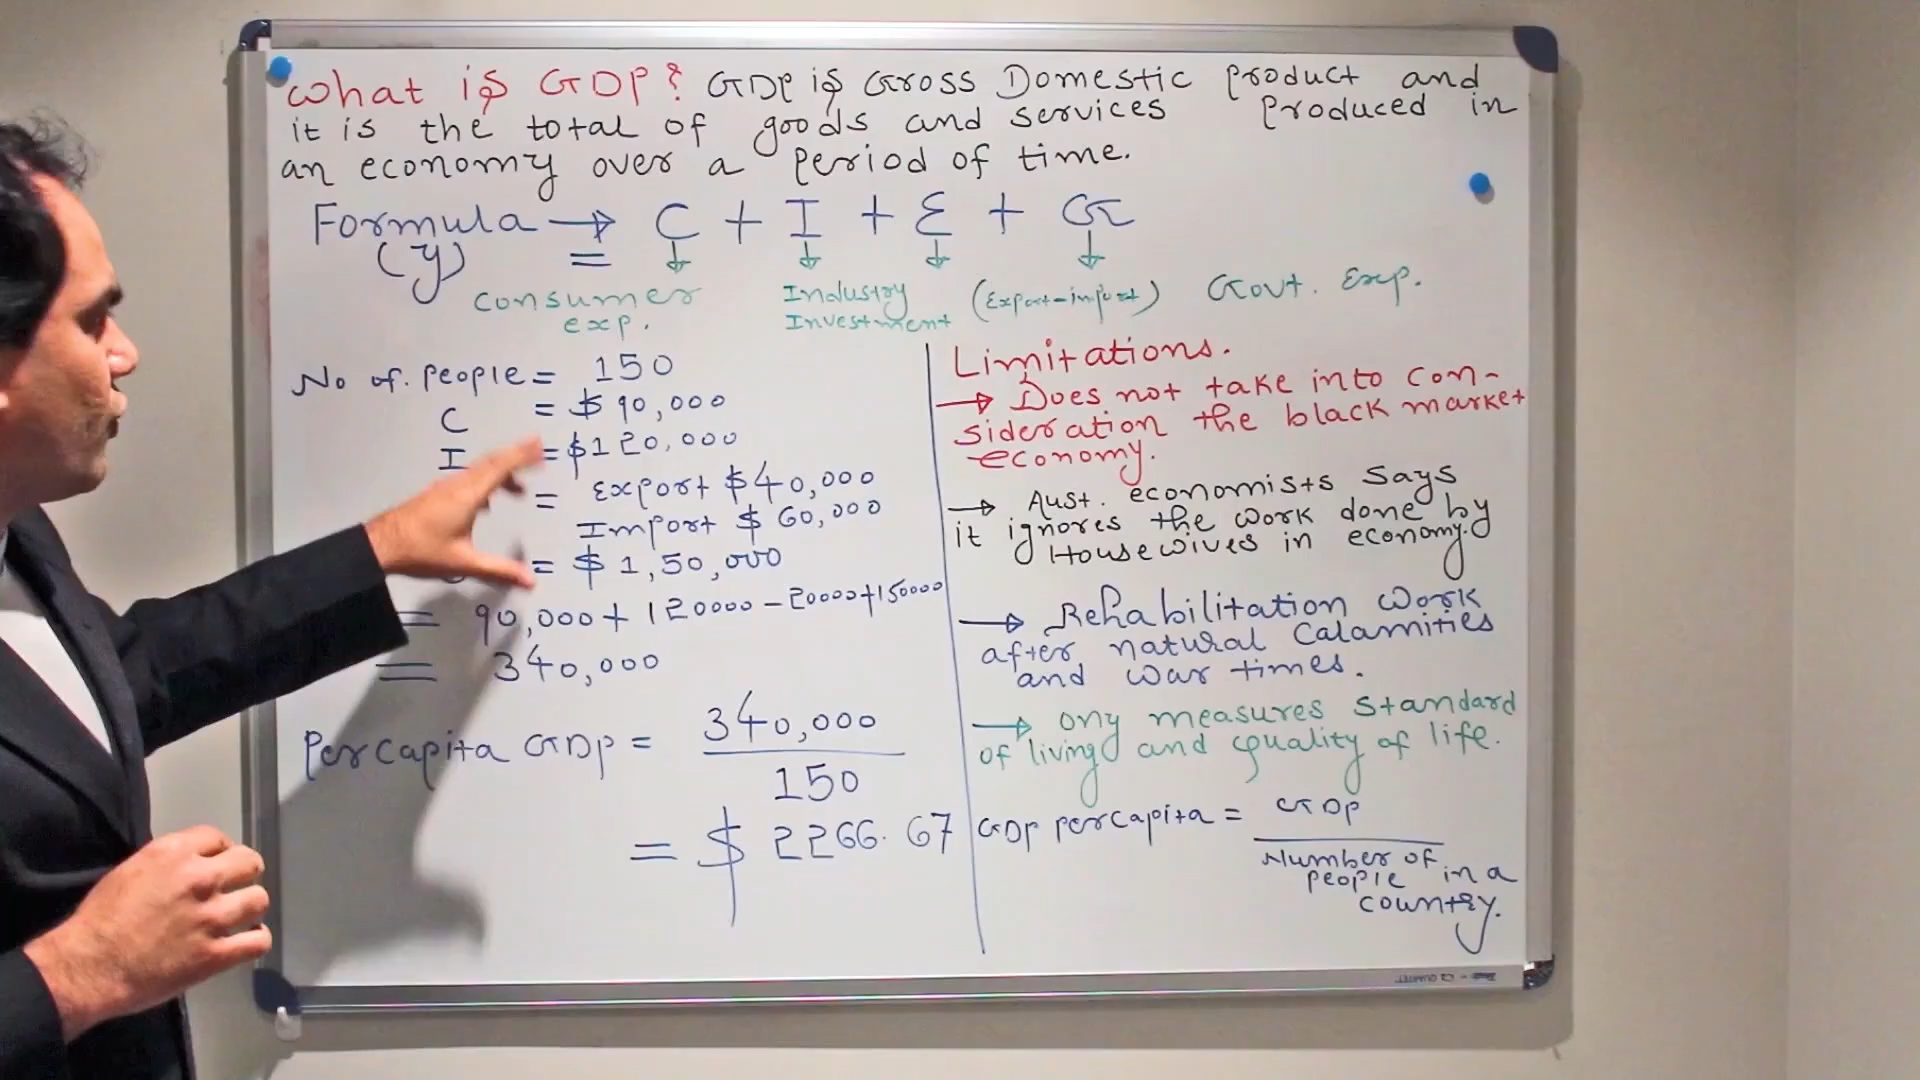 What is GDP? GDP is Gross Domestic product and
it is the total of goods and services produced in
an economy over a period of time.
Formula → C + I + E + G
(y) =
consumer exp.
Industry Investment
(Export-import)
Govt. Exp.
No of. people = 150
C = $ 90,000
I = $120,000
= Export $40,000
Import $ 60,000
= $ 1,50,000
= 90,000 + 120000 - 20000 + 150000
= 340,000
Percapita GDP = 340,000
150
= $ 2266.67
Limitations.
→ Does not take into con-
sideration the black market
economy.
→ Aust. economists says
it ignores the work done by
Housewives in economy.
→ Rehabilitation work
after natural Calamities
and war times.
→ ony measures standard
of living and quality of life.
GDP percapita = GDP
Number of
people in a
country.